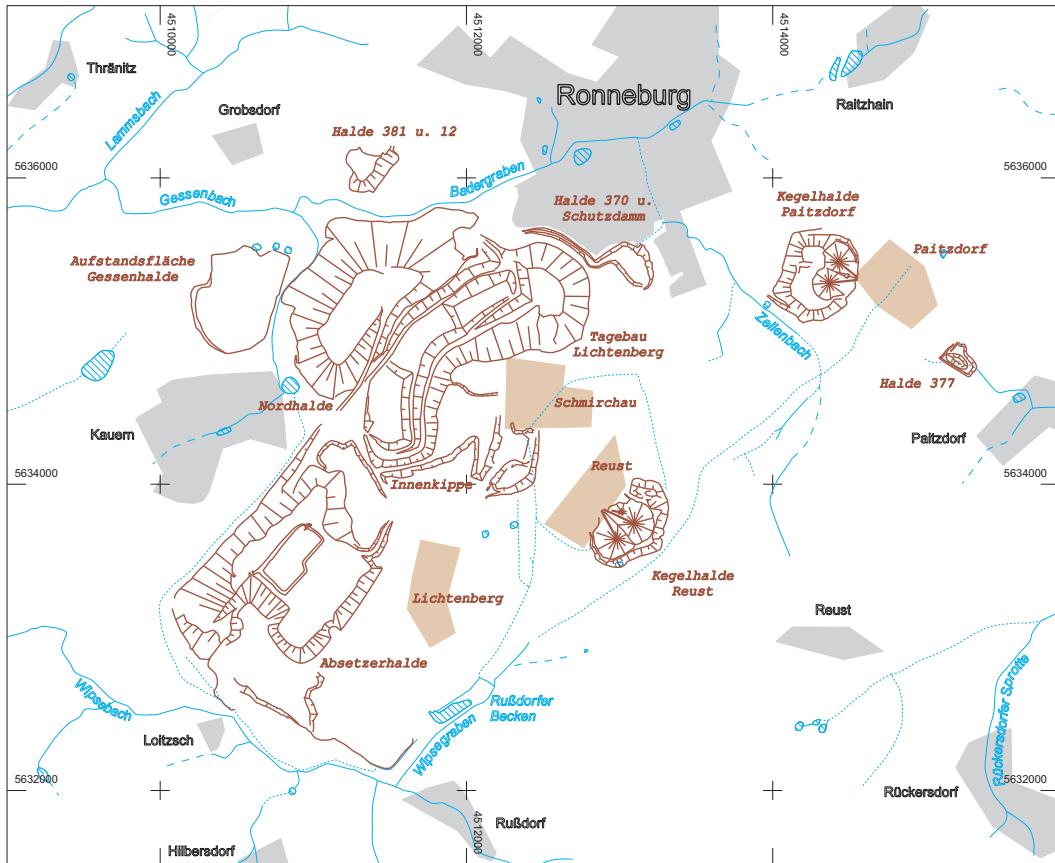 4510000
4512000
4514000
Thränitz
Grobsdorf
Lammsbach
Ronneburg
Raitzhain
Halde 381 u. 12
5636000
5636000
Gessenbach
Badergraben
Halde 370 u.
Schutzdamm
Kegelhalde
Paitzdorf
Aufstandsfläche
Gessenhalde
Paitzdorf
Zellenbach
Tagebau
Lichtenberg
Halde 377
Nordhalde
Schmirchau
Kauern
Paitzdorf
5634000
5634000
Innenkippe
Reust
Kegelhalde
Reust
Lichtenberg
Reust
Absetzerhalde
Wipsebach
Rußdorfer
Becken
Rückersdorfer Sprotte
Loitzsch
Wipsegraben
5632000
5632000
Rückersdorf
4512000
Rußdorf
Hilbersdorf